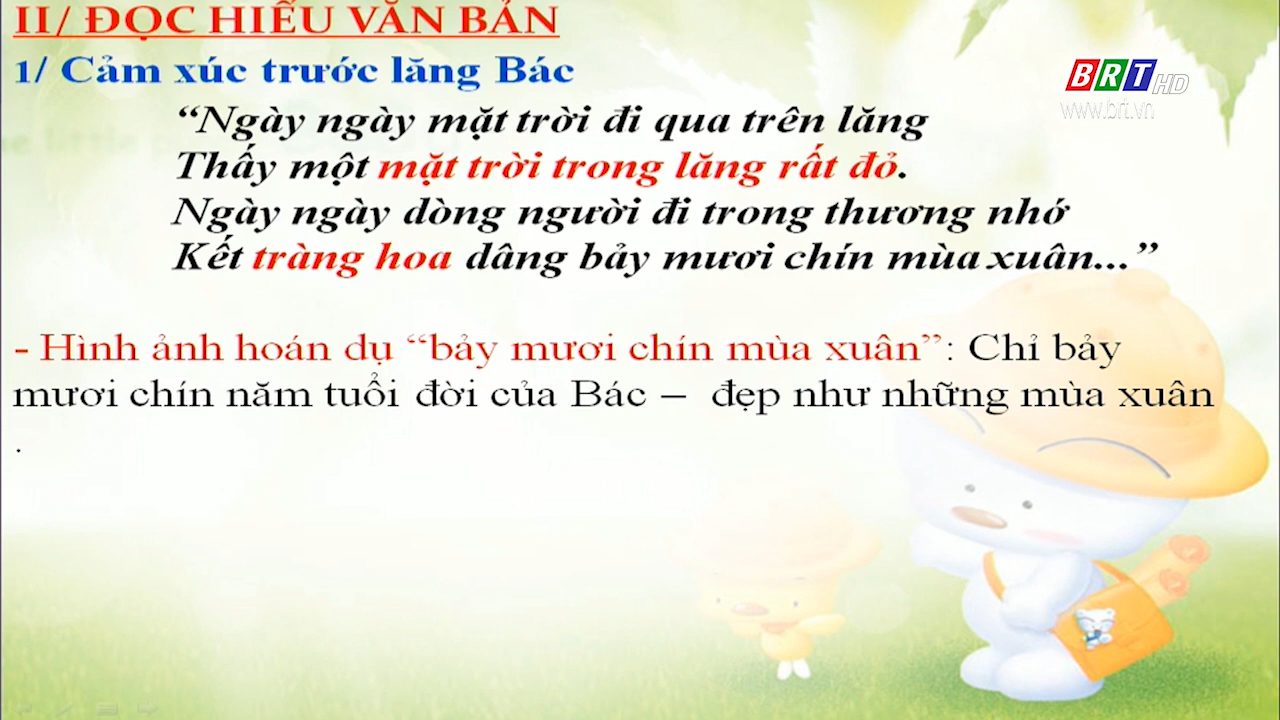 II/ ĐỌC HIỂU VĂN BẢN
1/ Cảm xúc trước lăng Bác
BRT HD
www.brt.vn
“Ngày ngày mặt trời đi qua trên lăng
Thấy một mặt trời trong lăng rất đỏ.
Ngày ngày dòng người đi trong thương nhớ
Kết tràng hoa dâng bảy mươi chín mùa xuân...”
- Hình ảnh hoán dụ “bảy mươi chín mùa xuân”: Chỉ bảy
mươi chín năm tuổi đời của Bác – đẹp như những mùa xuân
.